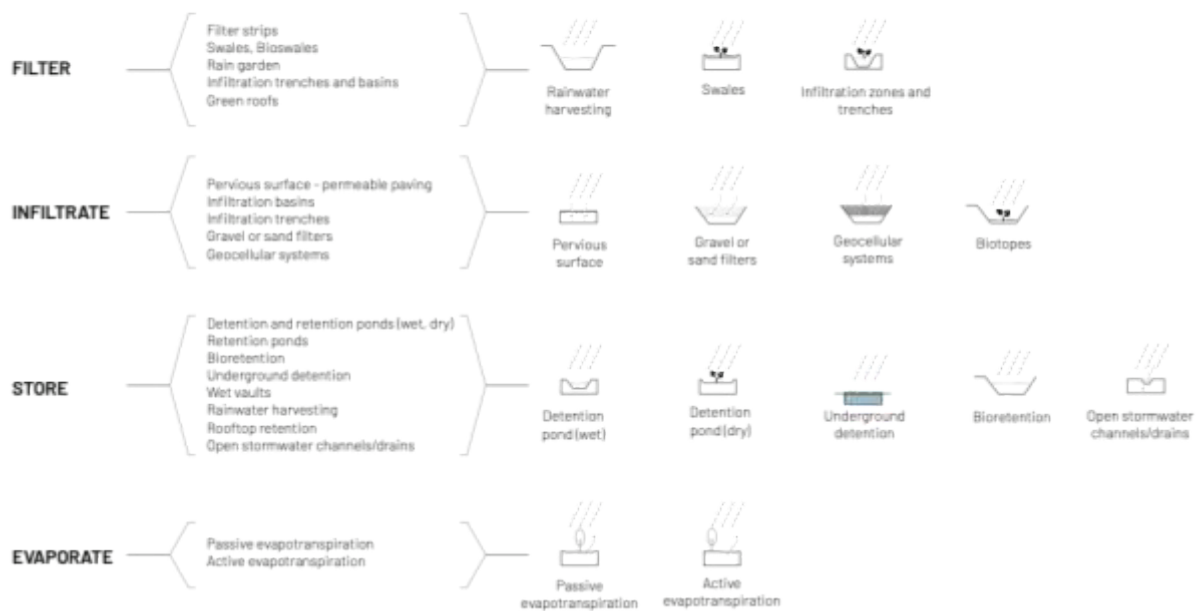 FILTER
Filter strips
Swales, Bioswales
Rain garden
Infiltration trenches and basins
Green roofs
Rainwater
harvesting
Swales
Infiltration zones and
trenches
INFILTRATE
Pervious surface - permeable paving
Infiltration basins
Infiltration trenches
Gravel or sand filters
Geocellular systems
Pervious
surface
Gravel or
sand filters
Geocellular
systems
Biotopes
STORE
Detention and retention ponds (wet, dry)
Retention ponds
Bioretention
Underground detention
Wet vaults
Rainwater harvesting
Rooftop retention
Open stormwater channels/drains
Detention
pond (wet)
Detention
pond (dry)
Underground
detention
Bioretention
Open stormwater
channels/drains
EVAPORATE
Passive evapotranspiration
Active evapotranspiration
Passive
evapotranspiration
Active
evapotranspiration